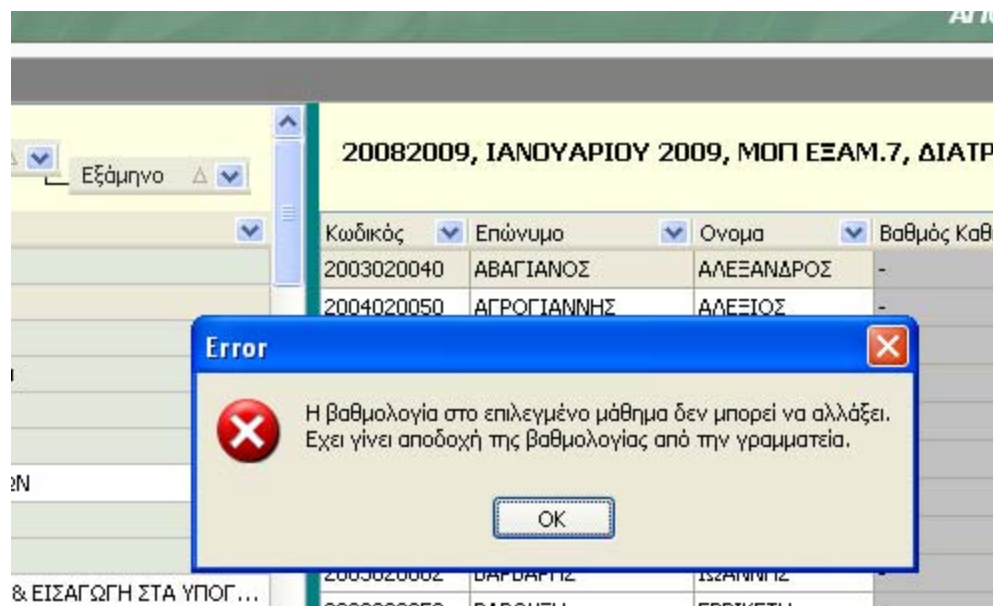 20082009, ΙΑΝΟΥΑΡΙΟΥ 2009, ΜΟΠ ΕΞΑΜ.7, ΔΙΑΤΡ
Εξάμηνο
Κωδικός Επώνυμο Ονομα Βαθμός Καθ
2003020040 ΑΒΑΓΙΑΝΟΣ ΑΛΕΞΑΝΔΡΟΣ -
2004020050 ΑΓΡΟΓΙΑΝΝΗΣ ΑΛΕΞΙΟΣ -
Error
Η βαθμολογία στο επιλεγμένο μάθημα δεν μπορεί να αλλάξει.
Εχει γίνει αποδοχή της βαθμολογίας από την γραμματεία.
ΩΝ
OK
& ΕΙΣΑΓΩΓΗ ΣΤΑ ΥΠΟΓ...